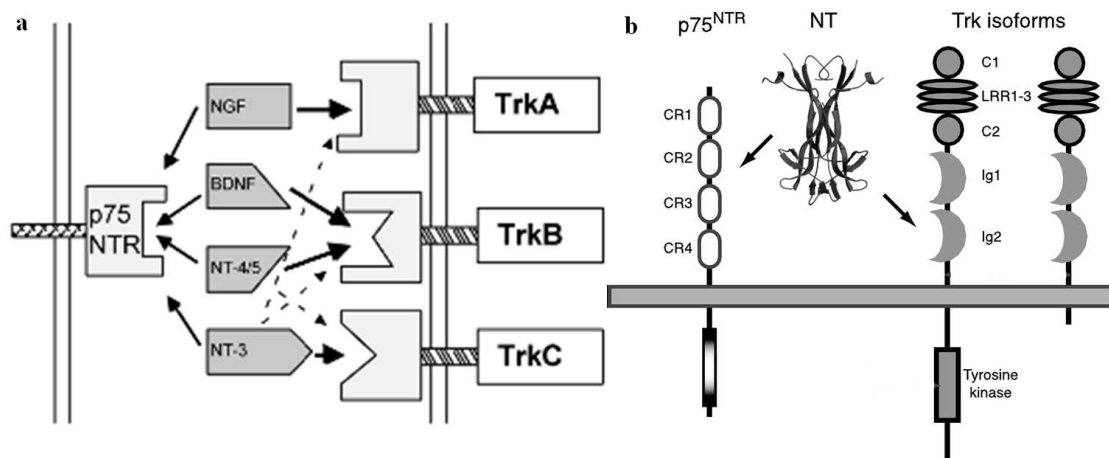 a
NGF
BDNF
NT-4/5
NT-3
p75
NTR
TrkA
TrkB
TrkC
b
p75NTR
NT
Trk isoforms
CR1
CR2
CR3
CR4
C1
LRR1-3
C2
Ig1
Ig2
Tyrosine
kinase